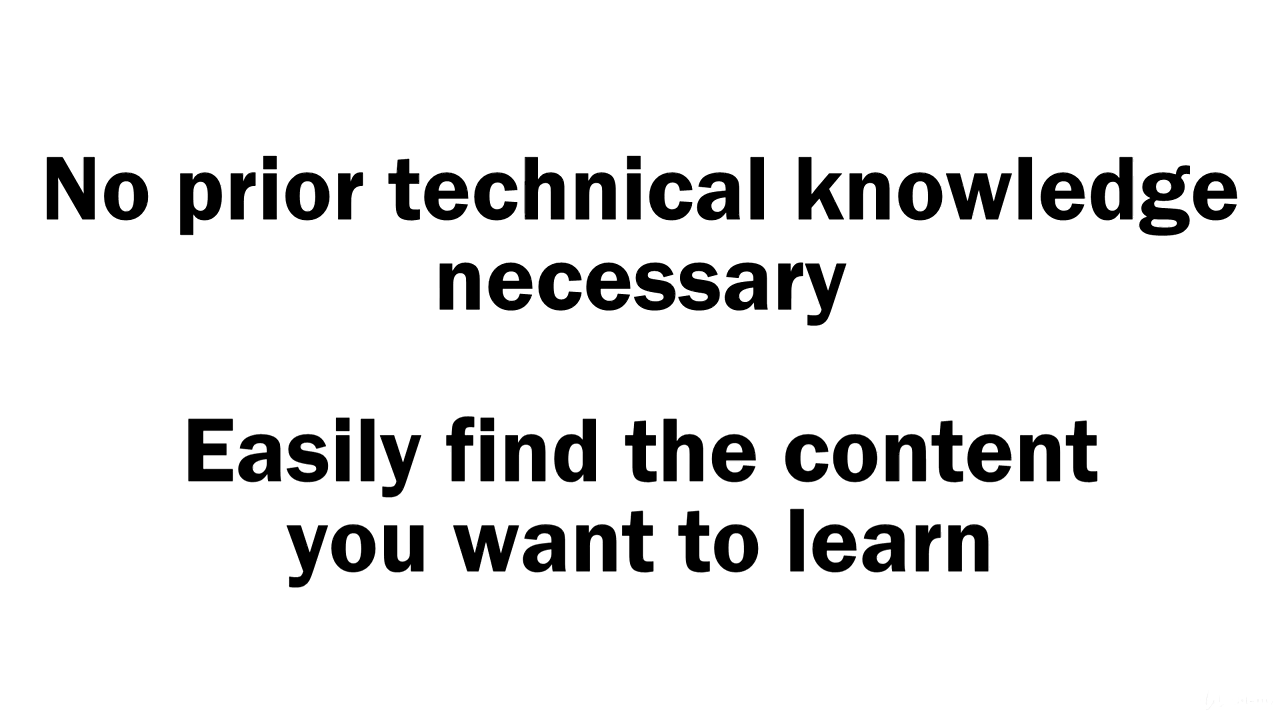 No prior technical knowledge
necessary
Easily find the content
you want to learn